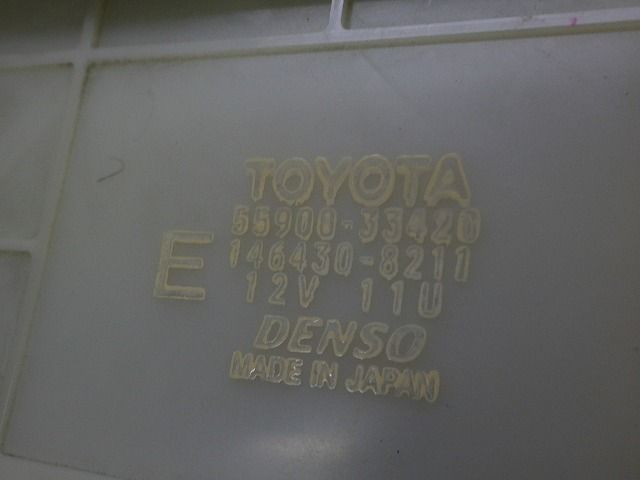 TOYOTA
55900-33420
146430-8211
E
12V 11U
DENSO
MADE IN JAPAN